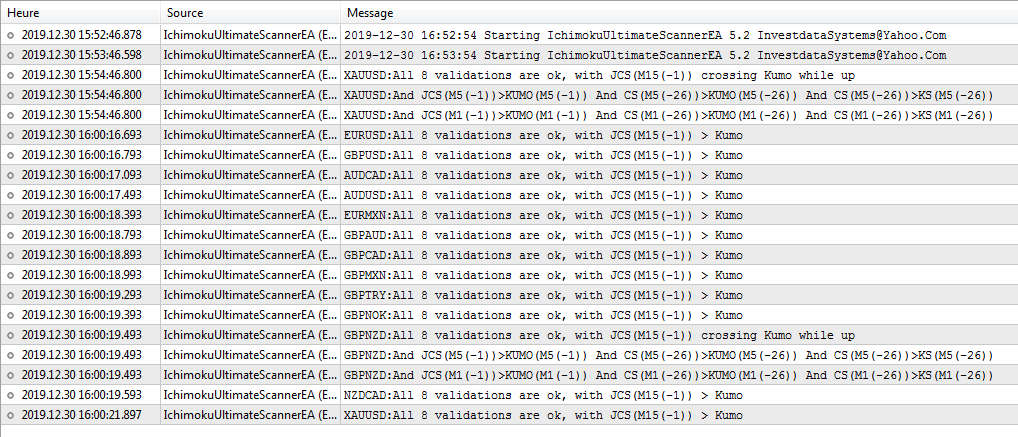 Heure Source Message
2019.12.30 15:52:46.878 IchimokuUltimateScannerEA (E... 2019-12-30 16:52:54 Starting IchimokuUltimateScannerEA 5.2 InvestdataSystems@Yahoo.Com
2019.12.30 15:53:46.598 IchimokuUltimateScannerEA (E... 2019-12-30 16:53:54 Starting IchimokuUltimateScannerEA 5.2 InvestdataSystems@Yahoo.Com
2019.12.30 15:54:46.800 IchimokuUltimateScannerEA (E... XAUUSD:All 8 validations are ok, with JCS(M15(-1)) crossing Kumo while up
2019.12.30 15:54:46.800 IchimokuUltimateScannerEA (E... XAUUSD:And JCS(M5(-1))>KUMO(M5(-1)) And CS(M5(-26))>KUMO(M5(-26)) And CS(M5(-26))>KS(M5(-26))
2019.12.30 15:54:46.800 IchimokuUltimateScannerEA (E... XAUUSD:And JCS(M1(-1))>KUMO(M1(-1)) And CS(M1(-26))>KUMO(M1(-26)) And CS(M1(-26))>KS(M1(-26))
2019.12.30 16:00:16.693 IchimokuUltimateScannerEA (E... EURUSD:All 8 validations are ok, with JCS(M15(-1)) > Kumo
2019.12.30 16:00:16.793 IchimokuUltimateScannerEA (E... GBPUSD:All 8 validations are ok, with JCS(M15(-1)) > Kumo
2019.12.30 16:00:17.093 IchimokuUltimateScannerEA (E... AUDCAD:All 8 validations are ok, with JCS(M15(-1)) > Kumo
2019.12.30 16:00:17.493 IchimokuUltimateScannerEA (E... AUDUSD:All 8 validations are ok, with JCS(M15(-1)) > Kumo
2019.12.30 16:00:18.393 IchimokuUltimateScannerEA (E... EURMXN:All 8 validations are ok, with JCS(M15(-1)) > Kumo
2019.12.30 16:00:18.793 IchimokuUltimateScannerEA (E... GBPAUD:All 8 validations are ok, with JCS(M15(-1)) > Kumo
2019.12.30 16:00:18.893 IchimokuUltimateScannerEA (E... GBPCAD:All 8 validations are ok, with JCS(M15(-1)) > Kumo
2019.12.30 16:00:18.993 IchimokuUltimateScannerEA (E... GBPMXN:All 8 validations are ok, with JCS(M15(-1)) > Kumo
2019.12.30 16:00:19.293 IchimokuUltimateScannerEA (E... GBPTRY:All 8 validations are ok, with JCS(M15(-1)) > Kumo
2019.12.30 16:00:19.393 IchimokuUltimateScannerEA (E... GBPNOK:All 8 validations are ok, with JCS(M15(-1)) > Kumo
2019.12.30 16:00:19.493 IchimokuUltimateScannerEA (E... GBPNZD:All 8 validations are ok, with JCS(M15(-1)) crossing Kumo while up
2019.12.30 16:00:19.493 IchimokuUltimateScannerEA (E... GBPNZD:And JCS(M5(-1))>KUMO(M5(-1)) And CS(M5(-26))>KUMO(M5(-26)) And CS(M5(-26))>KS(M5(-26))
2019.12.30 16:00:19.493 IchimokuUltimateScannerEA (E... GBPNZD:And JCS(M1(-1))>KUMO(M1(-1)) And CS(M1(-26))>KUMO(M1(-26)) And CS(M1(-26))>KS(M1(-26))
2019.12.30 16:00:19.593 IchimokuUltimateScannerEA (E... NZDCAD:All 8 validations are ok, with JCS(M15(-1)) > Kumo
2019.12.30 16:00:21.897 IchimokuUltimateScannerEA (E... XAUUSD:All 8 validations are ok, with JCS(M15(-1)) > Kumo